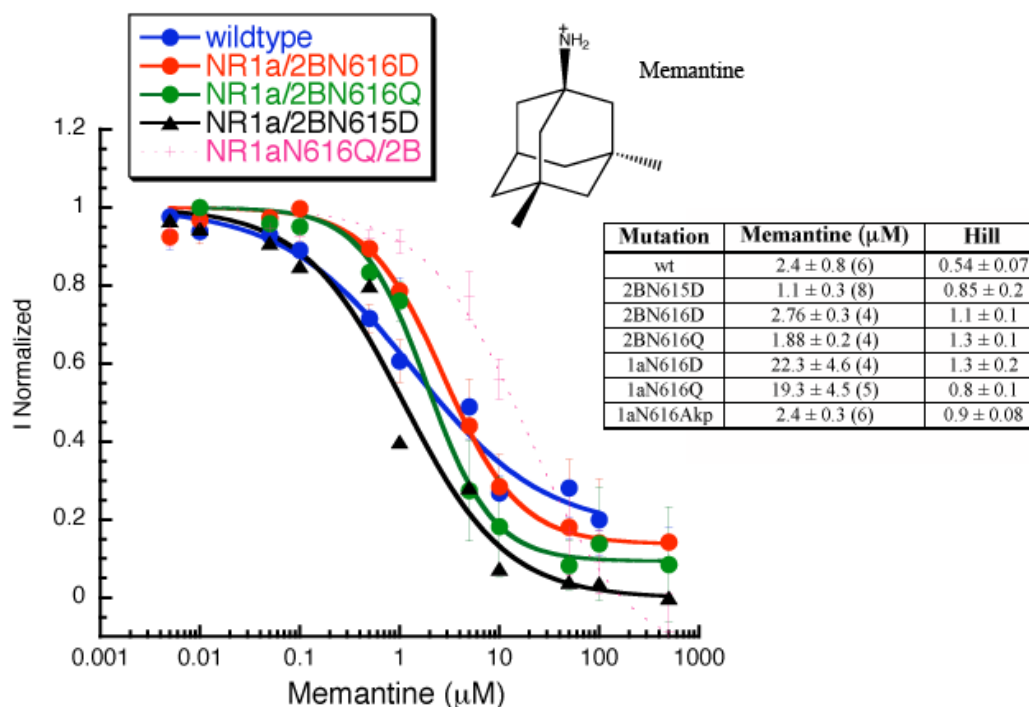 wildtype
NR1a/2BN616D
NR1a/2BN616Q
NR1a/2BN615D
NR1aN616Q/2B
+
NH2
Memantine
1.2
1
0.8
0.6
0.4
0.2
0
I Normalized
0.001 0.01 0.1 1 10 100 1000
Memantine (μM)
Mutation Memantine (μM) Hill
wt 2.4 ± 0.8 (6) 0.54 ± 0.07
2BN615D 1.1 ± 0.3 (8) 0.85 ± 0.2
2BN616D 2.76 ± 0.3 (4) 1.1 ± 0.1
2BN616Q 1.88 ± 0.2 (4) 1.3 ± 0.1
1aN616D 22.3 ± 4.6 (4) 1.3 ± 0.2
1aN616Q 19.3 ± 4.5 (5) 0.8 ± 0.1
1aN616Akp 2.4 ± 0.3 (6) 0.9 ± 0.08